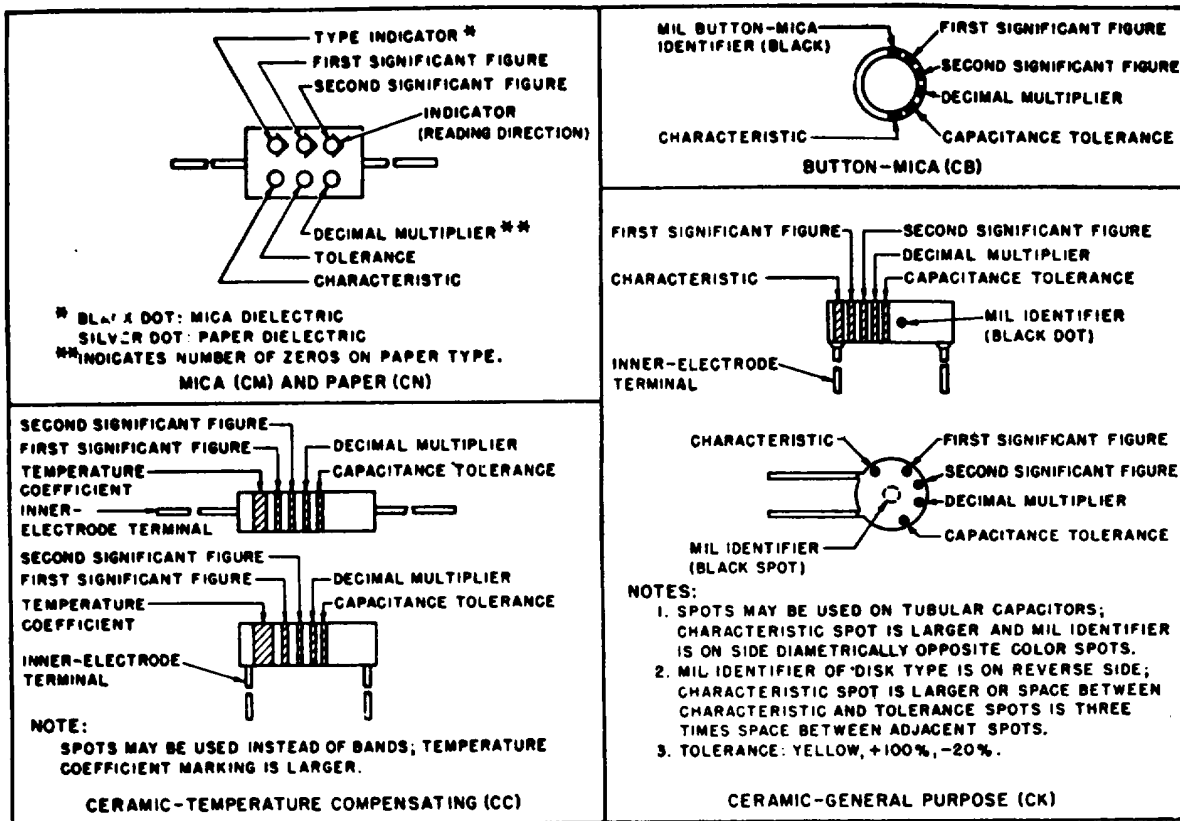 TYPE INDICATOR *
FIRST SIGNIFICANT FIGURE
SECOND SIGNIFICANT FIGURE
INDICATOR
(READING DIRECTION)
DECIMAL MULTIPLIER **
TOLERANCE
CHARACTERISTIC
* DOT: MICA DIELECTRIC
SILVER DOT: PAPER DIELECTRIC
** INDICATES NUMBER OF ZEROS ON PAPER TYPE.
MICA (CM) AND PAPER (CN)
MIL BUTTON-MICA
IDENTIFIER (BLACK)
FIRST SIGNIFICANT FIGURE
SECOND SIGNIFICANT FIGURE
DECIMAL MULTIPLIER
CHARACTERISTIC
CAPACITANCE TOLERANCE
BUTTON-MICA (CB)
SECOND SIGNIFICANT FIGURE
FIRST SIGNIFICANT FIGURE
DECIMAL MULTIPLIER
TEMPERATURE
COEFFICIENT
CAPACITANCE TOLERANCE
INNER-
ELECTRODE TERMINAL
SECOND SIGNIFICANT FIGURE
FIRST SIGNIFICANT FIGURE
DECIMAL MULTIPLIER
TEMPERATURE
COEFFICIENT
CAPACITANCE TOLERANCE
INNER-ELECTRODE
TERMINAL
NOTE:
SPOTS MAY BE USED INSTEAD OF BANDS; TEMPERATURE
COEFFICIENT MARKING IS LARGER.
CERAMIC-TEMPERATURE COMPENSATING (CC)
FIRST SIGNIFICANT FIGURE
SECOND SIGNIFICANT FIGURE
DECIMAL MULTIPLIER
CHARACTERISTIC
CAPACITANCE TOLERANCE
MIL IDENTIFIER
(BLACK DOT)
INNER-ELECTRODE
TERMINAL
CHARACTERISTIC
FIRST SIGNIFICANT FIGURE
SECOND SIGNIFICANT FIGURE
DECIMAL MULTIPLIER
CAPACITANCE TOLERANCE
MIL IDENTIFIER
(BLACK SPOT)
NOTES:
1. SPOTS MAY BE USED ON TUBULAR CAPACITORS;
CHARACTERISTIC SPOT IS LARGER AND MIL IDENTIFIER
IS ON SIDE DIAMETRICALLY OPPOSITE COLOR SPOTS.
2. MIL IDENTIFIER OF DISK TYPE IS ON REVERSE SIDE;
CHARACTERISTIC SPOT IS LARGER OR SPACE BETWEEN
CHARACTERISTIC AND TOLERANCE SPOTS IS THREE
TIMES SPACE BETWEEN ADJACENT SPOTS.
3. TOLERANCE: YELLOW, +100%, -20%.
CERAMIC-GENERAL PURPOSE (CK)